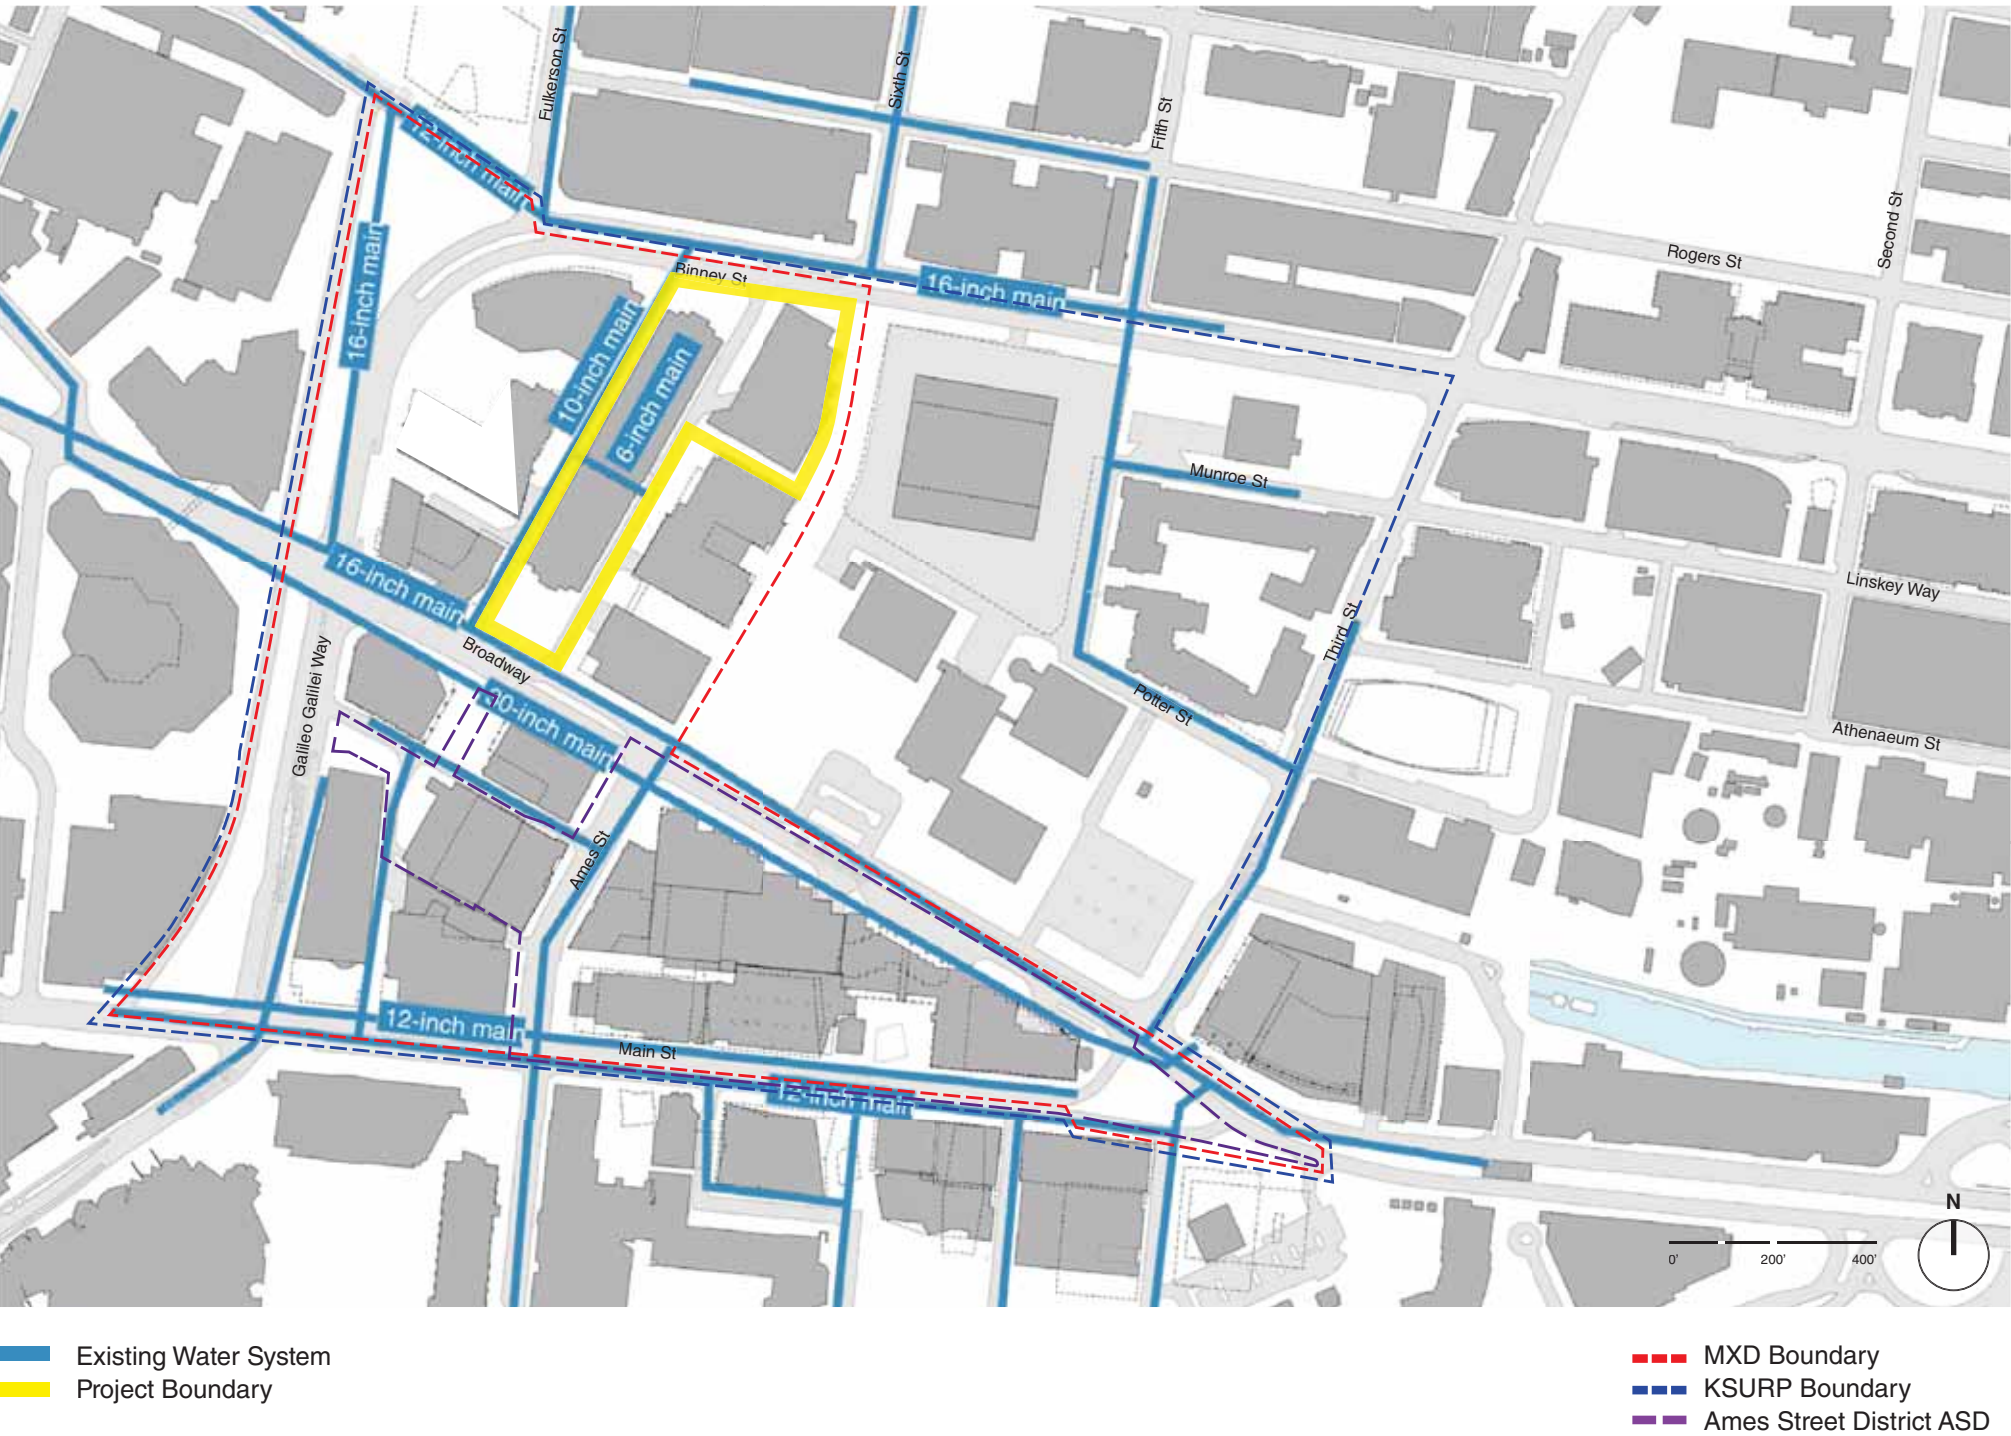 Fulkerson St
Sixth St
Fifth St
Second St
12-inch main
16-inch main
Binney St
16-inch main
Rogers St
10-inch main
6-inch main
Munroe St
16-inch main
Linskey Way
Third St
Broadway
Galileo Galilei Way
Potter St
Athenaeum St
Ames St
12-inch main
Main St
12-inch main
N
0'
200'
400'
Existing Water System
Project Boundary
MXD Boundary
KSURP Boundary
Ames Street District ASD